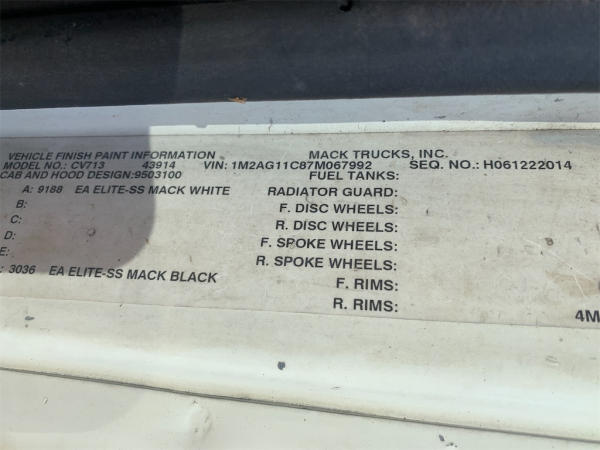 VEHICLE FINISH PAINT INFORMATION MACK TRUCKS, INC.
MODEL NO.: CV713 43914 VIN: 1M2AG11C87M067992 SEQ. NO.: H061222014
CAB AND HOOD DESIGN:9503100 FUEL TANKS:
A: 9188 EA ELITE-SS MACK WHITE RADIATOR GUARD:
B: F. DISC WHEELS:
C: R. DISC WHEELS:
D: F. SPOKE WHEELS:
E: R. SPOKE WHEELS:
: 3036 EA ELITE-SS MACK BLACK F. RIMS:
R. RIMS:
4M